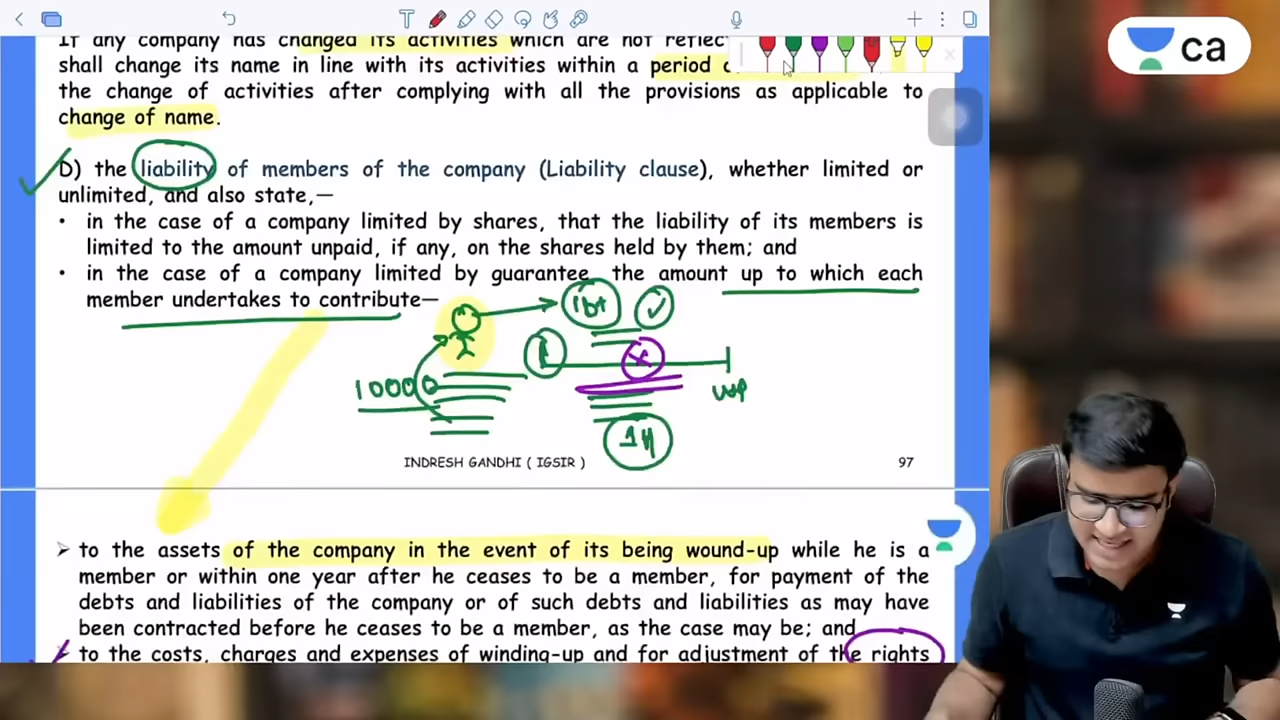 If any company has changed its activities which are not reflec
shall change its name in line with its activities within a period
the change of activities after complying with all the provisions as applicable to
change of name.
D) the liability of members of the company (Liability clause), whether limited or
unlimited, and also state,—
• in the case of a company limited by shares, that the liability of its members is
limited to the amount unpaid, if any, on the shares held by them; and
• in the case of a company limited by guarantee, the amount up to which each
member undertakes to contribute—
10000
INDRESH GANDHI ( IGSIR )
97
➢ to the assets of the company in the event of its being wound-up while he is a
member or within one year after he ceases to be a member, for payment of the
debts and liabilities of the company or of such debts and liabilities as may have
been contracted before he ceases to be a member, as the case may be; and
to the costs, charges and expenses of winding-up and for adjustment of the rights
ca